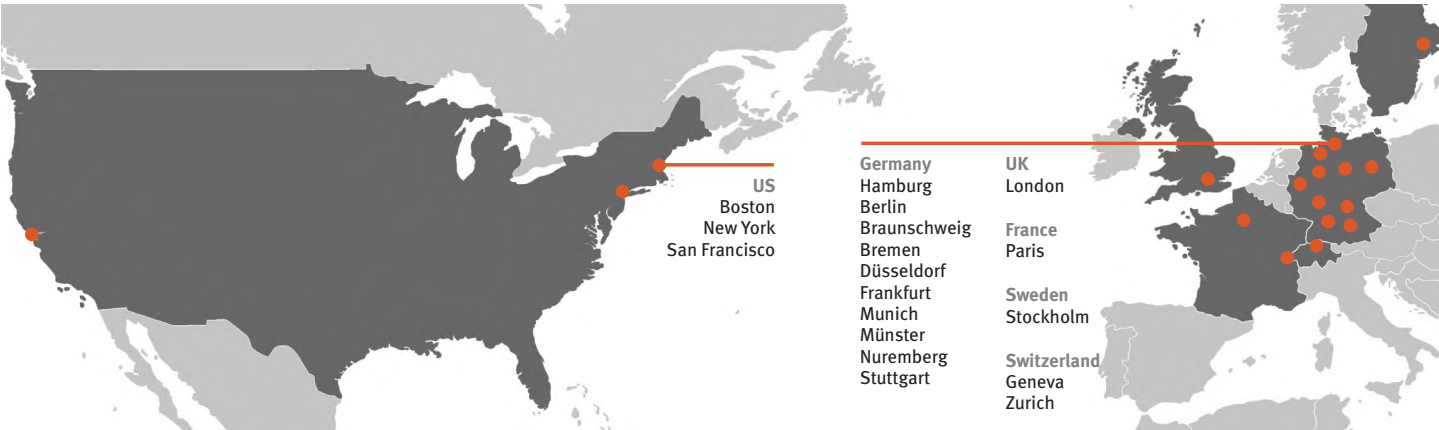 US
Boston
New York
San Francisco
Germany
Hamburg
Berlin
Braunschweig
Bremen
Düsseldorf
Frankfurt
Munich
Münster
Nuremberg
Stuttgart
UK
London
France
Paris
Sweden
Stockholm
Switzerland
Geneva
Zurich